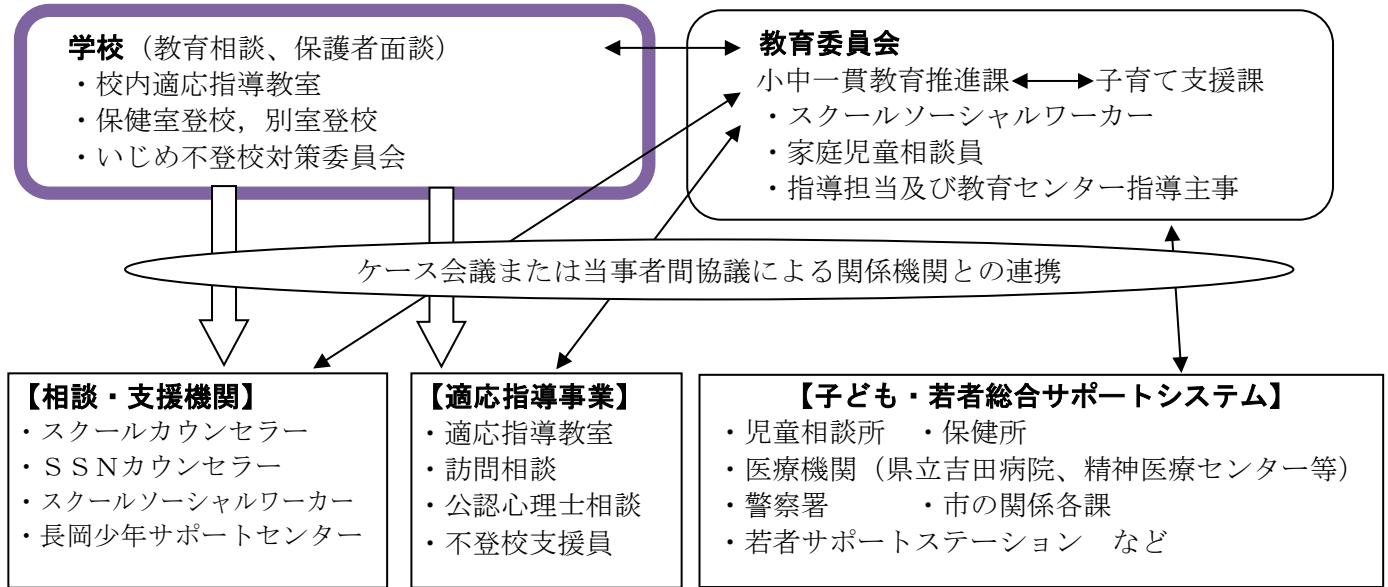 学校（教育相談、保護者面談）
・校内適応指導教室
・保健室登校，別室登校
・いじめ不登校対策委員会
教育委員会
小中一貫教育推進課 子育て支援課
・スクールソーシャルワーカー
・家庭児童相談員
・指導担当及び教育センター指導主事
ケース会議または当事者間協議による関係機関との連携
【相談・支援機関】
・スクールカウンセラー
・ＳＳＮカウンセラー
・スクールソーシャルワーカー
・長岡少年サポートセンター
【適応指導事業】
・適応指導教室
・訪問相談
・公認心理士相談
・不登校支援員
【子ども・若者総合サポートシステム】
・児童相談所　・保健所
・医療機関（県立吉田病院、精神医療センター等）
・警察署　　　・市の関係各課
・若者サポートステーション　など